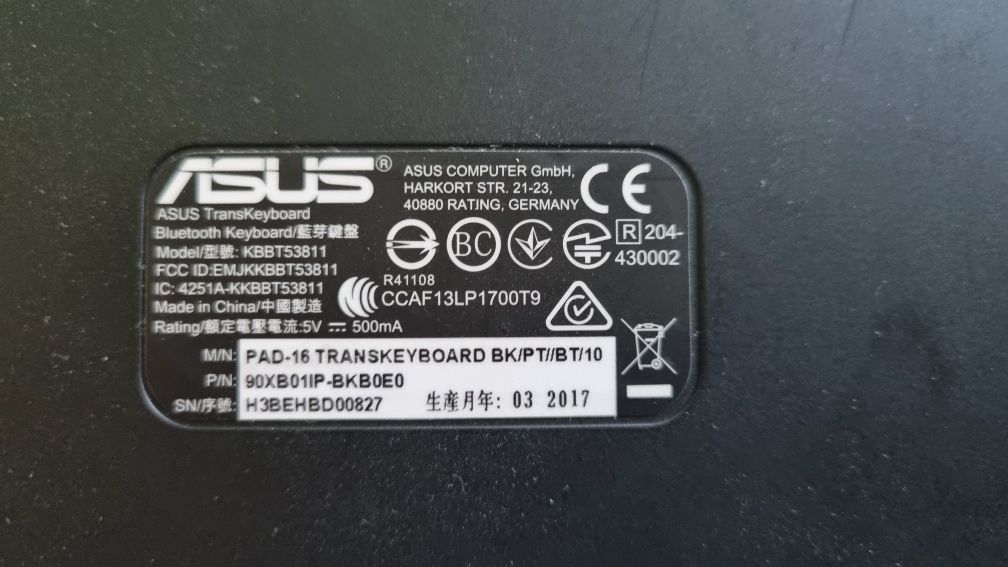 ASUS®
ASUS COMPUTER GmbH,
HARKORT STR. 21-23,
40880 RATING, GERMANY
CE
ASUS TransKeyboard
Bluetooth Keyboard/藍芽鍵盤
Model/型號: KBBT53811
FCC ID:EMJKKBBT53811
IC: 4251A-KKBBT53811
Made in China/中國製造
Rating/額定電壓電流:5V ⎓ 500mA
BC
R 204-
430002
R41108
CCAF13LP1700T9
M/N: PAD-16 TRANSKEYBOARD BK/PT//BT/10
P/N: 90XB01IP-BKB0E0
SN/序號: H3BEHBD00827
生產月年: 03 2017